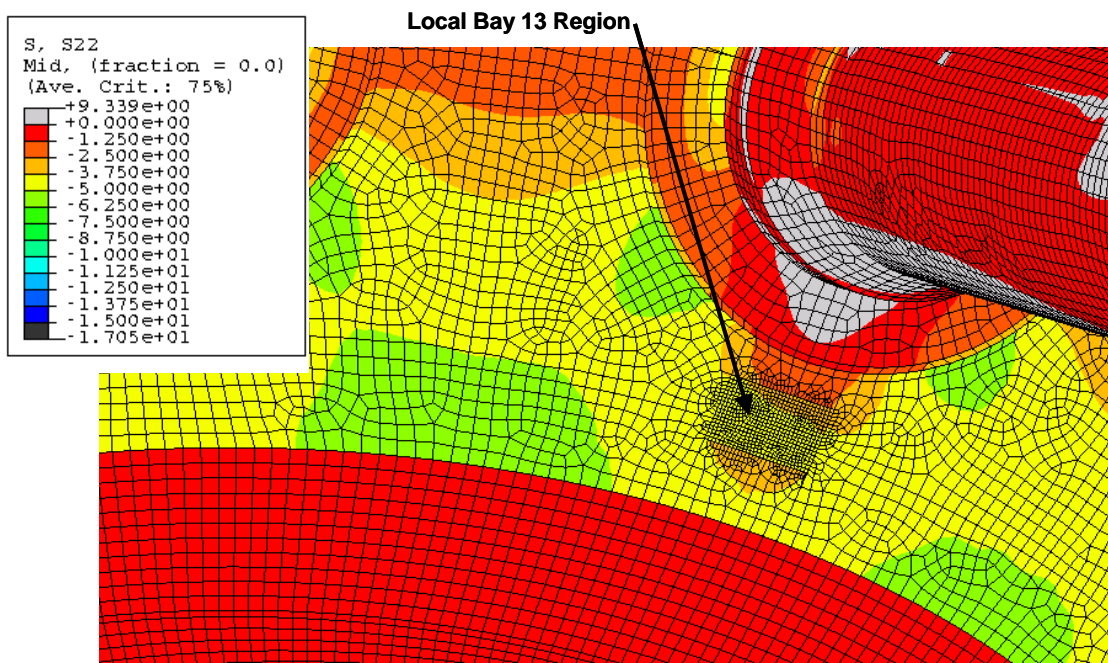 Local Bay 13 Region
S, S22
Mid, (fraction = 0.0)
(Ave. Crit.: 75%)
+9.339e+00
+0.000e+00
-1.250e+00
-2.500e+00
-3.750e+00
-5.000e+00
-6.250e+00
-7.500e+00
-8.750e+00
-1.000e+01
-1.125e+01
-1.250e+01
-1.375e+01
-1.500e+01
-1.705e+01